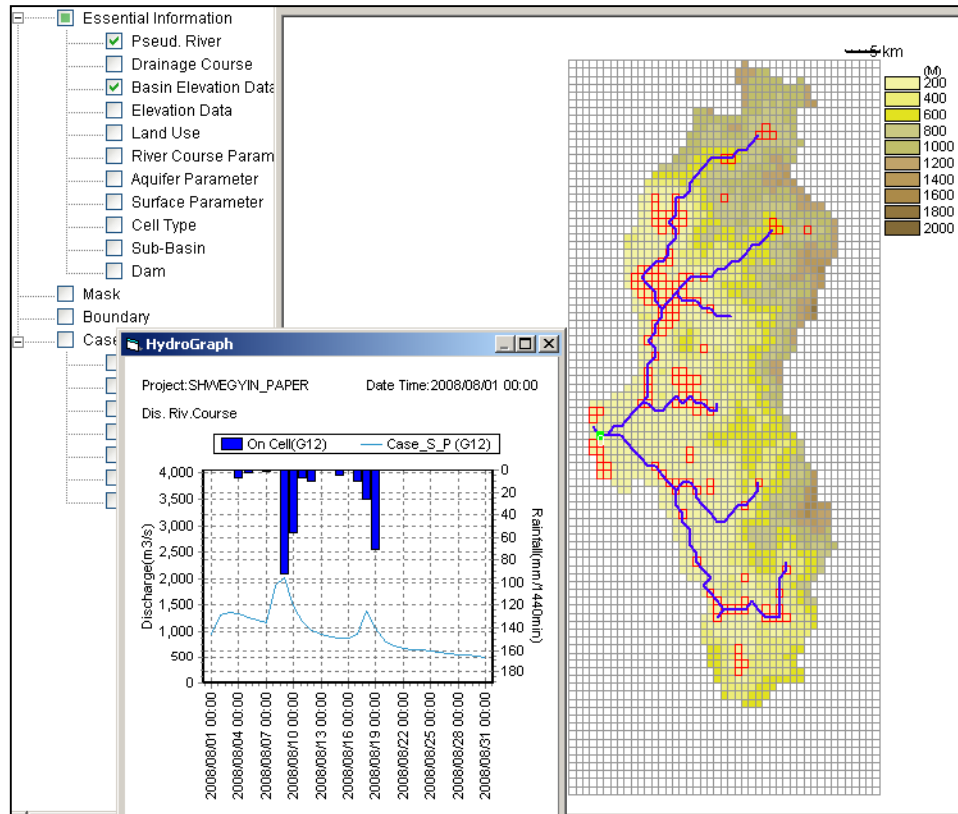 Essential Information
Pseud. River
Drainage Course
Basin Elevation Data
Elevation Data
Land Use
River Course Param
Aquifer Parameter
Surface Parameter
Cell Type
Sub-Basin
Dam
Mask
Boundary
Case
HydroGraph
Project:SHWEGYIN_PAPER Date Time:2008/08/01 00:00
Dis. Riv.Course
On Cell(G12) Case_S_P (G12)
Discharge(m3/s)
4,000
3,500
3,000
2,500
2,000
1,500
1,000
500
0
0
20
40
60
80
100
120
140
160
180
Rainfall(mm/1440min)
2008/08/01 00:00
2008/08/04 00:00
2008/08/07 00:00
2008/08/10 00:00
2008/08/13 00:00
2008/08/16 00:00
2008/08/19 00:00
2008/08/22 00:00
2008/08/25 00:00
2008/08/28 00:00
2008/08/31 00:00
5 km
(M)
200
400
600
800
1000
1200
1400
1600
1800
2000